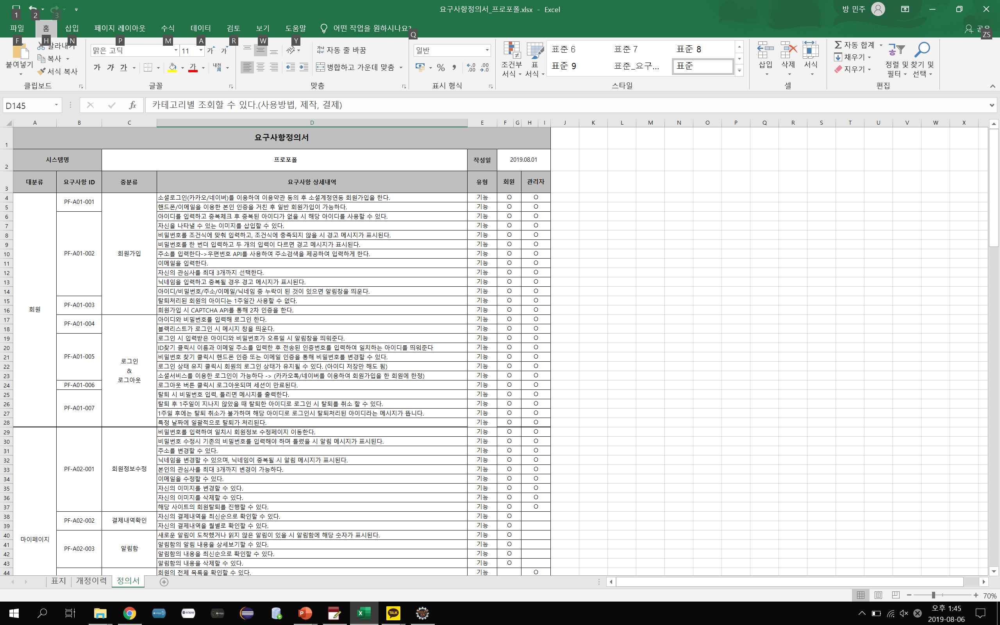 요구사항정의서_프로포폴.xlsx - Excel
방 민주
1 2 3
파일 홈 삽입 페이지 레이아웃 수식 데이터 검토 보기 도움말 어떤 작업을 원하시나요?
F H N P M A R W Y Q ZS
붙여넣기
복사
서식 복사
클립보드
맑은 고딕 11
가 가 가
글꼴
자동 줄 바꿈
병합하고 가운데 맞춤
맞춤
일반
표시 형식
조건부 서식
표 서식
표준 6 표준 7 표준 8
표준 9 표준_요구... 표준
스타일
삽입 삭제 서식
셀
자동 합계
채우기
지우기
정렬 및 필터
찾기 및 선택
편집
D145
카테고리별 조회할 수 있다.(사용방법, 제작, 결제)
A B C D E F G H I J K L M N O P Q R S T U V W X
1 요구사항정의서
2 시스템명 프로포폴 작성일 2019.08.01
3 대분류 요구사항 ID 중분류 요구사항 상세내역 유형 회원 관리자
4 회원 PF-A01-001 회원가입 소셜로그인(카카오/네이버)를 이용하여 이용약관 동의 후 소셜계정연동 회원가입을 한다. 기능 O O
5 핸드폰/이메일을 이용한 본인 인증을 거친 후 일반 회원가입이 가능하다. 기능 O O
6 PF-A01-002 아이디를 입력하고 중복체크 후 중복된 아이디가 없을 시 해당 아이디를 사용할 수 있다. 기능 O O
7 자신을 나타낼 수 있는 이미지를 삽입할 수 있다. 기능 O O
8 비밀번호를 조건식에 맞춰 입력하고, 조건식에 충족되지 않을 시 경고 메시지가 표시된다. 기능 O O
9 비밀번호를 한 번더 입력하고 두 개의 입력이 다르면 경고 메시지가 표시된다. 기능 O O
10 주소를 입력한다->우편번호 API를 사용하여 주소검색을 제공하여 입력하게 한다. 기능 O O
11 이메일을 입력한다. 기능 O O
12 자신의 관심사를 최대 3개까지 선택한다. 기능 O O
13 닉네임을 입력하고 중복될 경우 경고 메시지가 표시된다. 기능 O O
14 아이디/비밀번호/주소/이메일/닉네임 중 누락이 된 것이 있으면 알림창을 띄운다. 기능 O O
15 PF-A01-003 탈퇴처리된 회원의 아이디는 1주일간 사용할 수 없다. 기능 O O
16 회원가입 시 CAPTCHA API를 통해 2차 인증을 한다. 기능 O O
17 PF-A01-004 로그인 & 로그아웃 아이디와 비밀번호를 입력해 로그인 한다. 기능 O O
18 블랙리스트가 로그인 시 메시지 창을 띄운다. 기능 O O
19 PF-A01-005 로그인 시 입력받은 아이디와 비밀번호가 오류일 시 알림창을 띄워준다. 기능 O O
20 ID찾기 클릭시 이름과 이메일 주소를 입력한 후 전송된 인증번호를 입력하여 일치하는 아이디를 띄워준다 기능 O O
21 비밀번호 찾기 클릭시 핸드폰 인증 또는 이메일 인증을 통해 비밀번호를 변경할 수 있다. 기능 O O
22 로그인 상태 유지 클릭시 회원의 로그인 상태가 유지될 수 있다. (아이디 저장만 해도 됨) 기능 O O
23 소셜서비스를 이용한 로그인이 가능하다 -> (카카오톡/네이버를 이용하여 회원가입을 한 회원에 한정) 기능 O O
24 PF-A01-006 로그아웃 버튼 클릭시 로그아웃되며 세션이 만료된다. 기능 O O
25 PF-A01-007 탈퇴 시 비밀번호 입력, 틀리면 메시지를 출력한다. 기능 O O
26 탈퇴 후 1주일이 지나지 않았을 때 탈퇴한 아이디로 로그인 시 탈퇴를 취소 할 수 있다. 기능 O O
27 1주일 후에는 탈퇴 취소가 불가하며 해당 아이디로 로그인시 탈퇴처리된 아이디라는 메시지가 뜹니다. 기능 O O
28 특정 날짜에 일괄적으로 탈퇴가 처리된다. 기능 O O
29 마이페이지 PF-A02-001 회원정보수정 비밀번호를 입력하여 일치시 회원정보 수정페이지 이동한다. 기능 O O
30 비밀번호 수정시 기존의 비밀번호를 입력해야 하며 틀렸을 시 알림 메시지가 표시된다. 기능 O O
31 주소를 변경할 수 있다. 기능 O O
32 닉네임을 변경할 수 있으며, 닉네임이 중복될 시 알림 메시지가 표시된다. 기능 O O
33 본인의 관심사를 최대 3개까지 변경이 가능하다. 기능 O O
34 이메일을 수정할 수 있다. 기능 O O
35 자신의 이미지를 변경할 수 있다. 기능 O O
36 자신의 이미지를 삭제할 수 있다. 기능 O O
37 해당 사이트의 회원탈퇴를 진행할 수 있다. 기능 O O
38 PF-A02-002 결제내역확인 자신의 결제내역을 최신순으로 확인할 수 있다. 기능 O
39 자신의 결제내역을 월별로 확인할 수 있다. 기능 O
40 PF-A02-003 알림함 새로운 알림이 도착했거나 읽지 않은 알림이 있을 시 알림함에 해당 숫자가 표시된다. 기능 O
41 알림함의 알림 내용을 상세보기할 수 있다. 기능 O
42 알림함의 내용을 최신순으로 확인할 수 있다. 기능 O
43 알림함의 내용을 삭제할 수 있다. 기능 O
44 회원의 전체 목록을 확인할 수 있다. 기능 O
표지 개정이력 정의서
70%
오후 1:45
2019-08-06